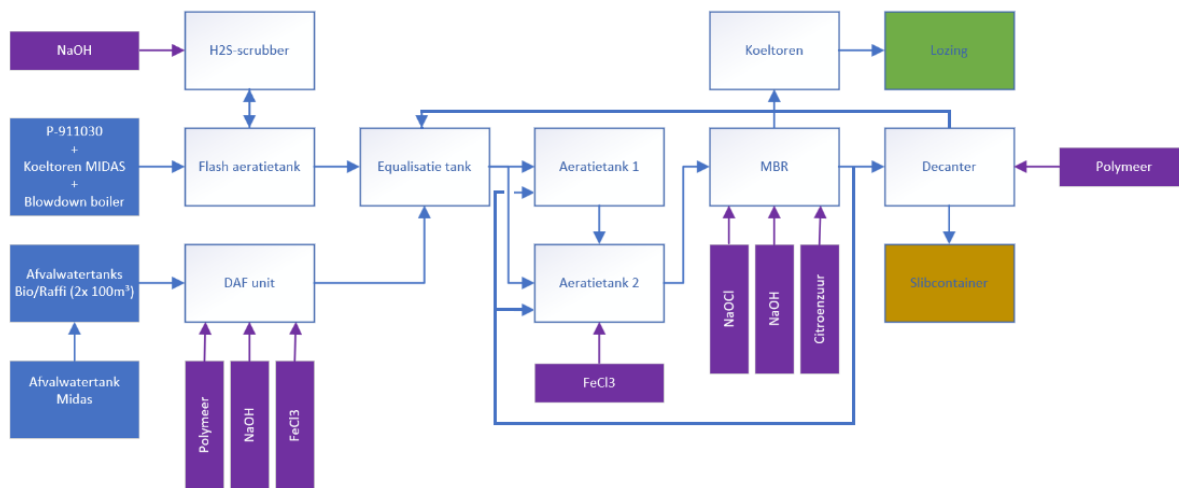 NaOH
H2S-scrubber
Koeltoren
Lozing
P-911030
+
Koeltoren MIDAS
+
Blowdown boiler
Flash aeratietank
Equalisatie tank
Aeratietank 1
MBR
Decanter
Polymeer
Afvalwatertanks
Bio/Raffi (2x 100m³)
DAF unit
Aeratietank 2
NaOCl
NaOH
Citroenzuur
Slibcontainer
Afvalwatertank
Midas
Polymeer
NaOH
FeCl3
FeCl3